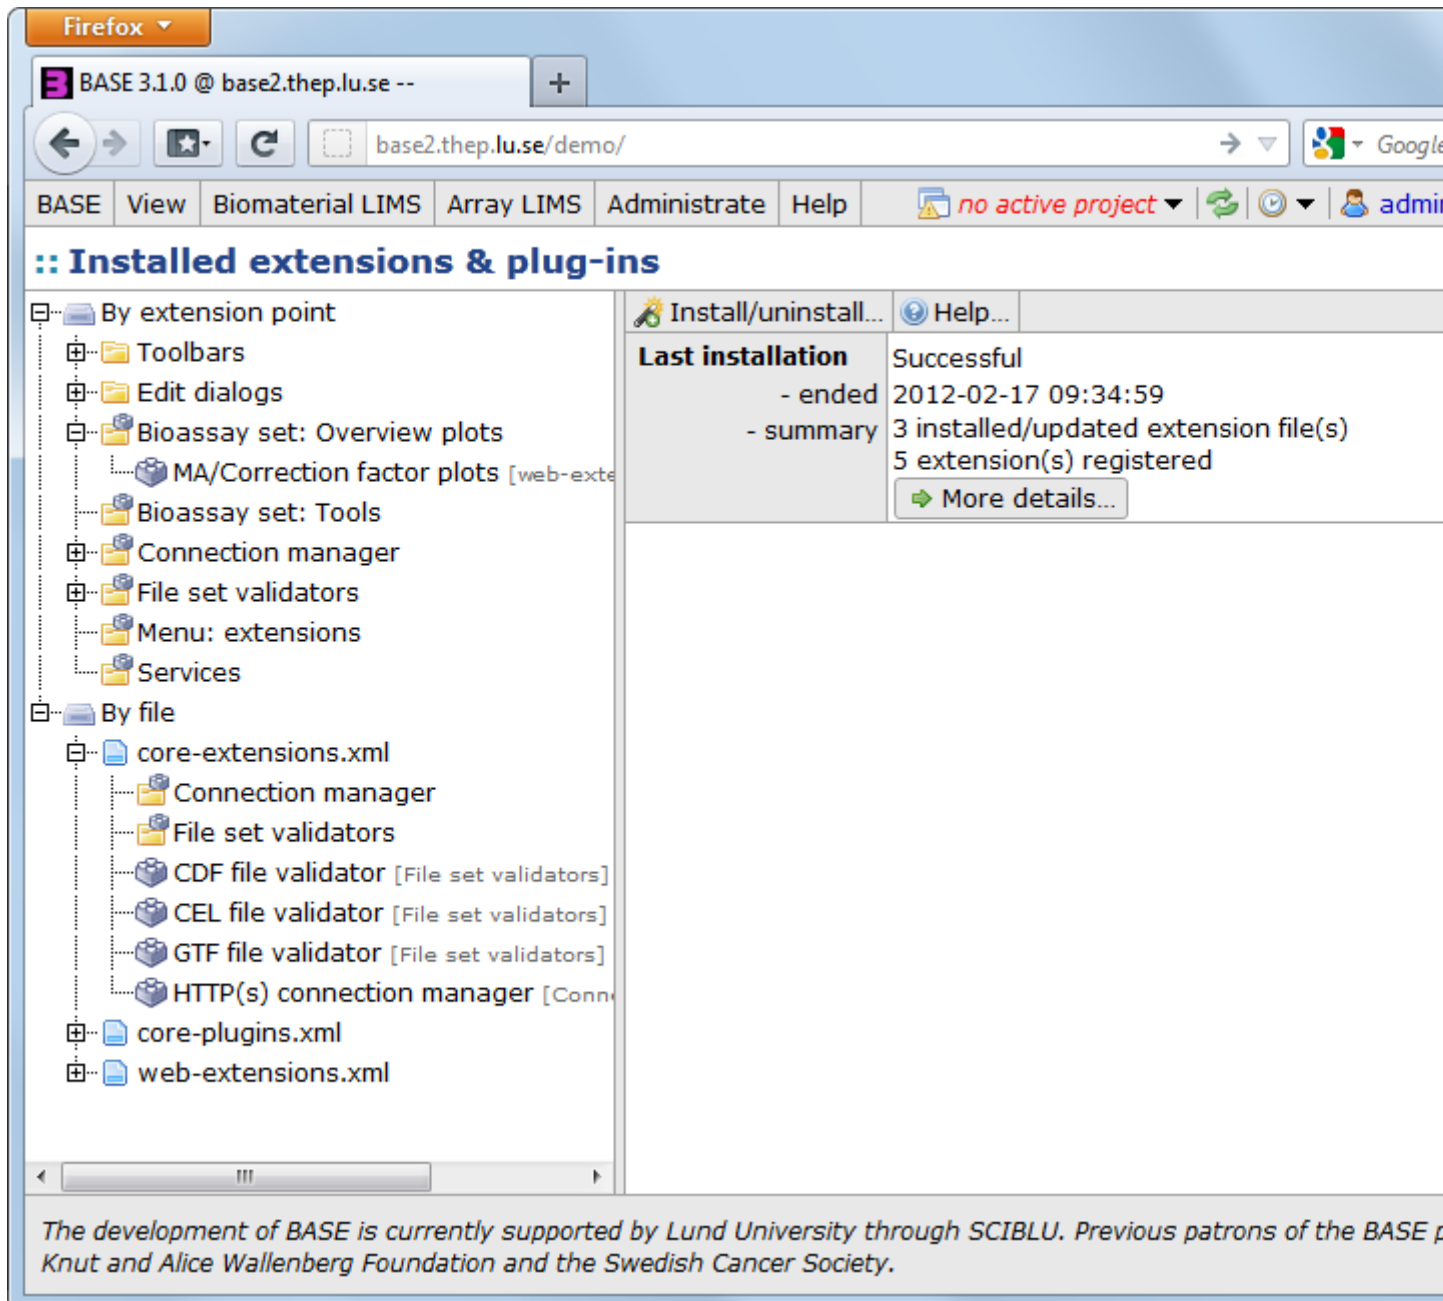 Firefox
BASE 3.1.0 @ base2.thep.lu.se --
base2.thep.lu.se/demo/
Google
BASE View Biomaterial LIMS Array LIMS Administrate Help no active project admin
:: Installed extensions & plug-ins
By extension point
Toolbars
Edit dialogs
Bioassay set: Overview plots
MA/Correction factor plots [web-exte
Bioassay set: Tools
Connection manager
File set validators
Menu: extensions
Services
By file
core-extensions.xml
Connection manager
File set validators
CDF file validator [File set validators]
CEL file validator [File set validators]
GTF file validator [File set validators]
HTTP(s) connection manager [Conn
core-plugins.xml
web-extensions.xml
Install/uninstall... Help...
Last installation Successful
- ended 2012-02-17 09:34:59
- summary 3 installed/updated extension file(s)
5 extension(s) registered
More details...
The development of BASE is currently supported by Lund University through SCIBLU. Previous patrons of the BASE p
Knut and Alice Wallenberg Foundation and the Swedish Cancer Society.